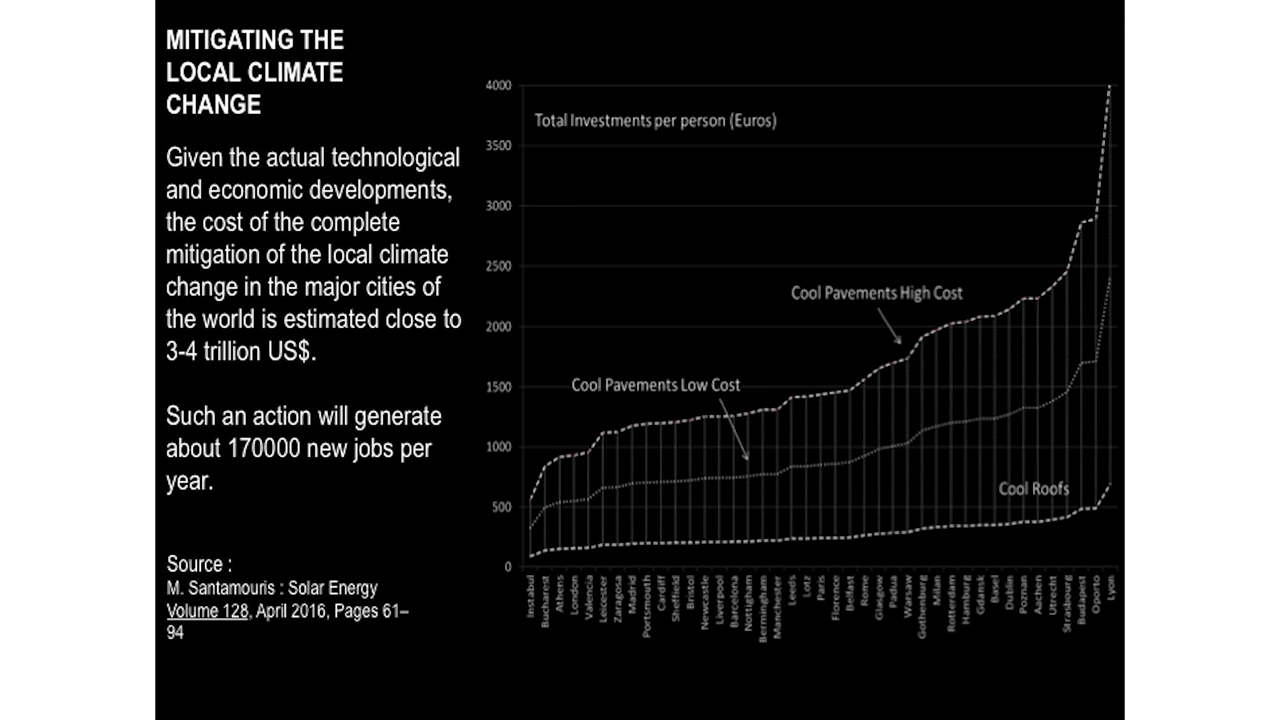 MITIGATING THE
LOCAL CLIMATE
CHANGE
Given the actual technological
and economic developments,
the cost of the complete
mitigation of the local climate
change in the major cities of
the world is estimated close to
3-4 trillion US$.
Such an action will generate
about 170000 new jobs per
year.
Source :
M. Santamouris : Solar Energy
Volume 128, April 2016, Pages 61–
94
Total Investments per person (Euros)
4000
3500
3000
2500
2000
1500
1000
500
0
Cool Pavements High Cost
Cool Pavements Low Cost
Cool Roofs
Instabul
Bucharest
Athens
London
Valencia
Leicester
Zaragosa
Madrid
Portsmouth
Cardiff
Sheffield
Bristol
Newcastle
Liverpool
Barcelona
Nottigham
Bermingham
Manchester
Leeds
Lotz
Paris
Florence
Belfast
Rome
Glasgow
Padua
Warsaw
Gothenburg
Milan
Rotterdam
Hamburg
Gdansk
Basel
Dublin
Poznan
Aachen
Utrecht
Strasbourg
Budapest
Oporto
Lyon